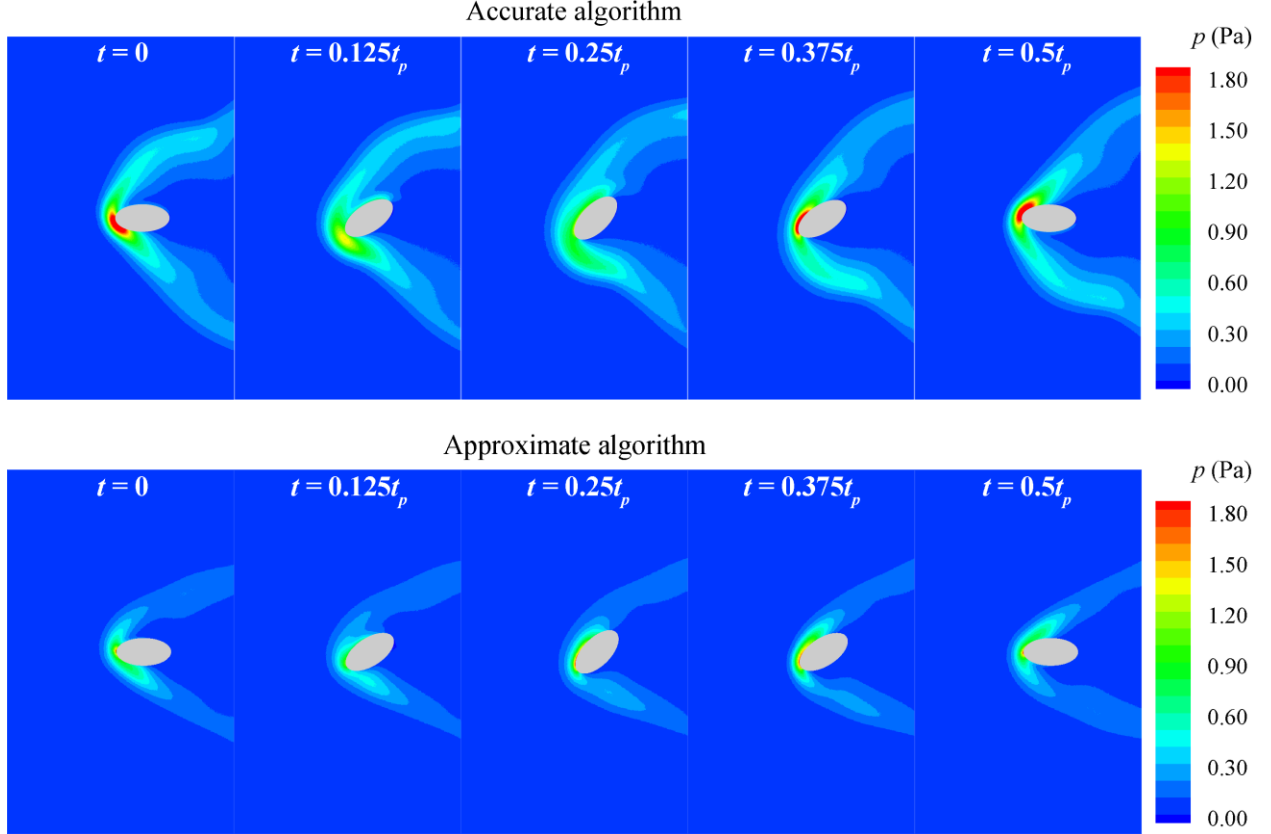 Accurate algorithm
p (Pa)
t = 0
t = 0.125tₚ
t = 0.25tₚ
t = 0.375tₚ
t = 0.5tₚ
1.80
1.50
1.20
0.90
0.60
0.30
0.00
Approximate algorithm
p (Pa)
t = 0
t = 0.125tₚ
t = 0.25tₚ
t = 0.375tₚ
t = 0.5tₚ
1.80
1.50
1.20
0.90
0.60
0.30
0.00